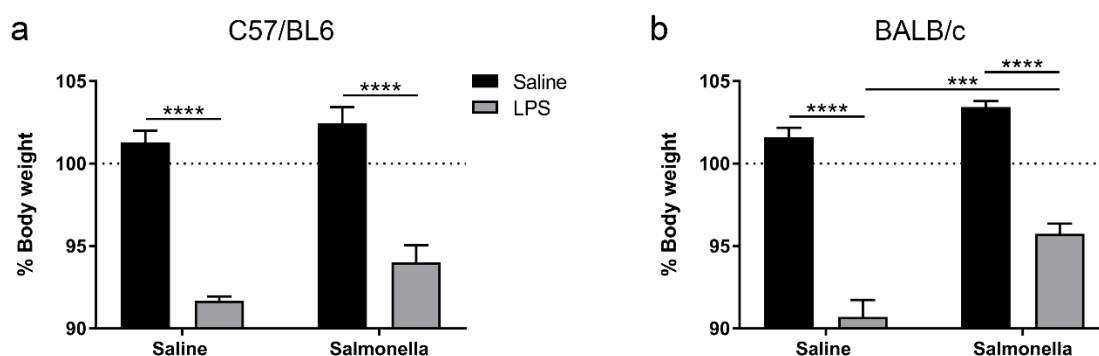 a
C57/BL6
% Body weight
105
100
95
90
****
****
Saline
Salmonella
Saline
LPS
b
BALB/c
% Body weight
105
100
95
90
****
***
****
Saline
Salmonella